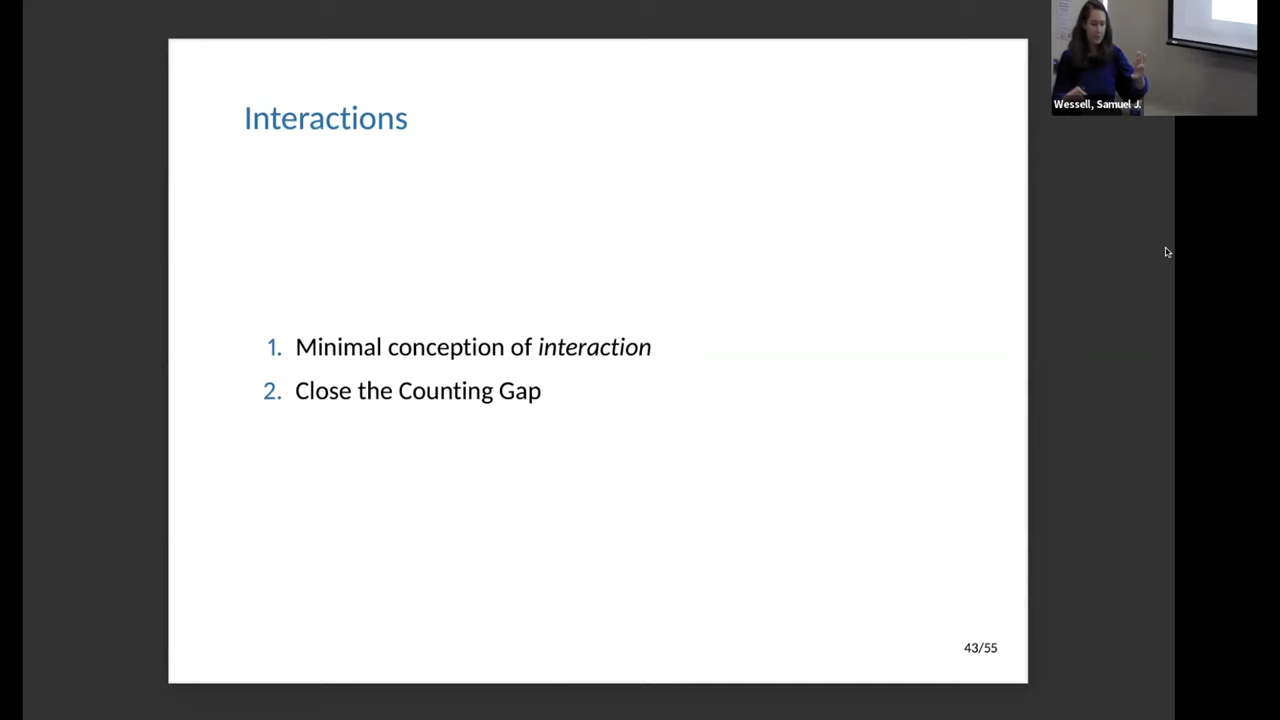 Wessell, Samuel J.
Interactions
1. Minimal conception of interaction
2. Close the Counting Gap
43/55